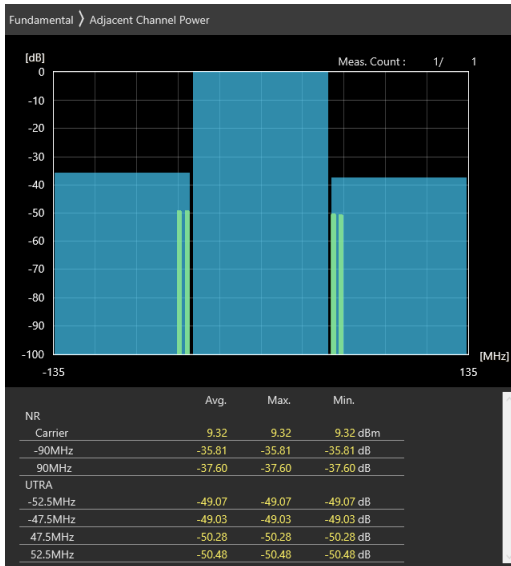 Fundamental 〉 Adjacent Channel Power
[dB]
Meas. Count : 1/ 1
0
-10
-20
-30
-40
-50
-60
-70
-80
-90
-100
[MHz]
-135 135
Avg. Max. Min.
NR
Carrier 9.32 9.32 9.32 dBm
-90MHz -35.81 -35.81 -35.81 dB
90MHz -37.60 -37.60 -37.60 dB
UTRA
-52.5MHz -49.07 -49.07 -49.07 dB
-47.5MHz -49.03 -49.03 -49.03 dB
47.5MHz -50.28 -50.28 -50.28 dB
52.5MHz -50.48 -50.48 -50.48 dB